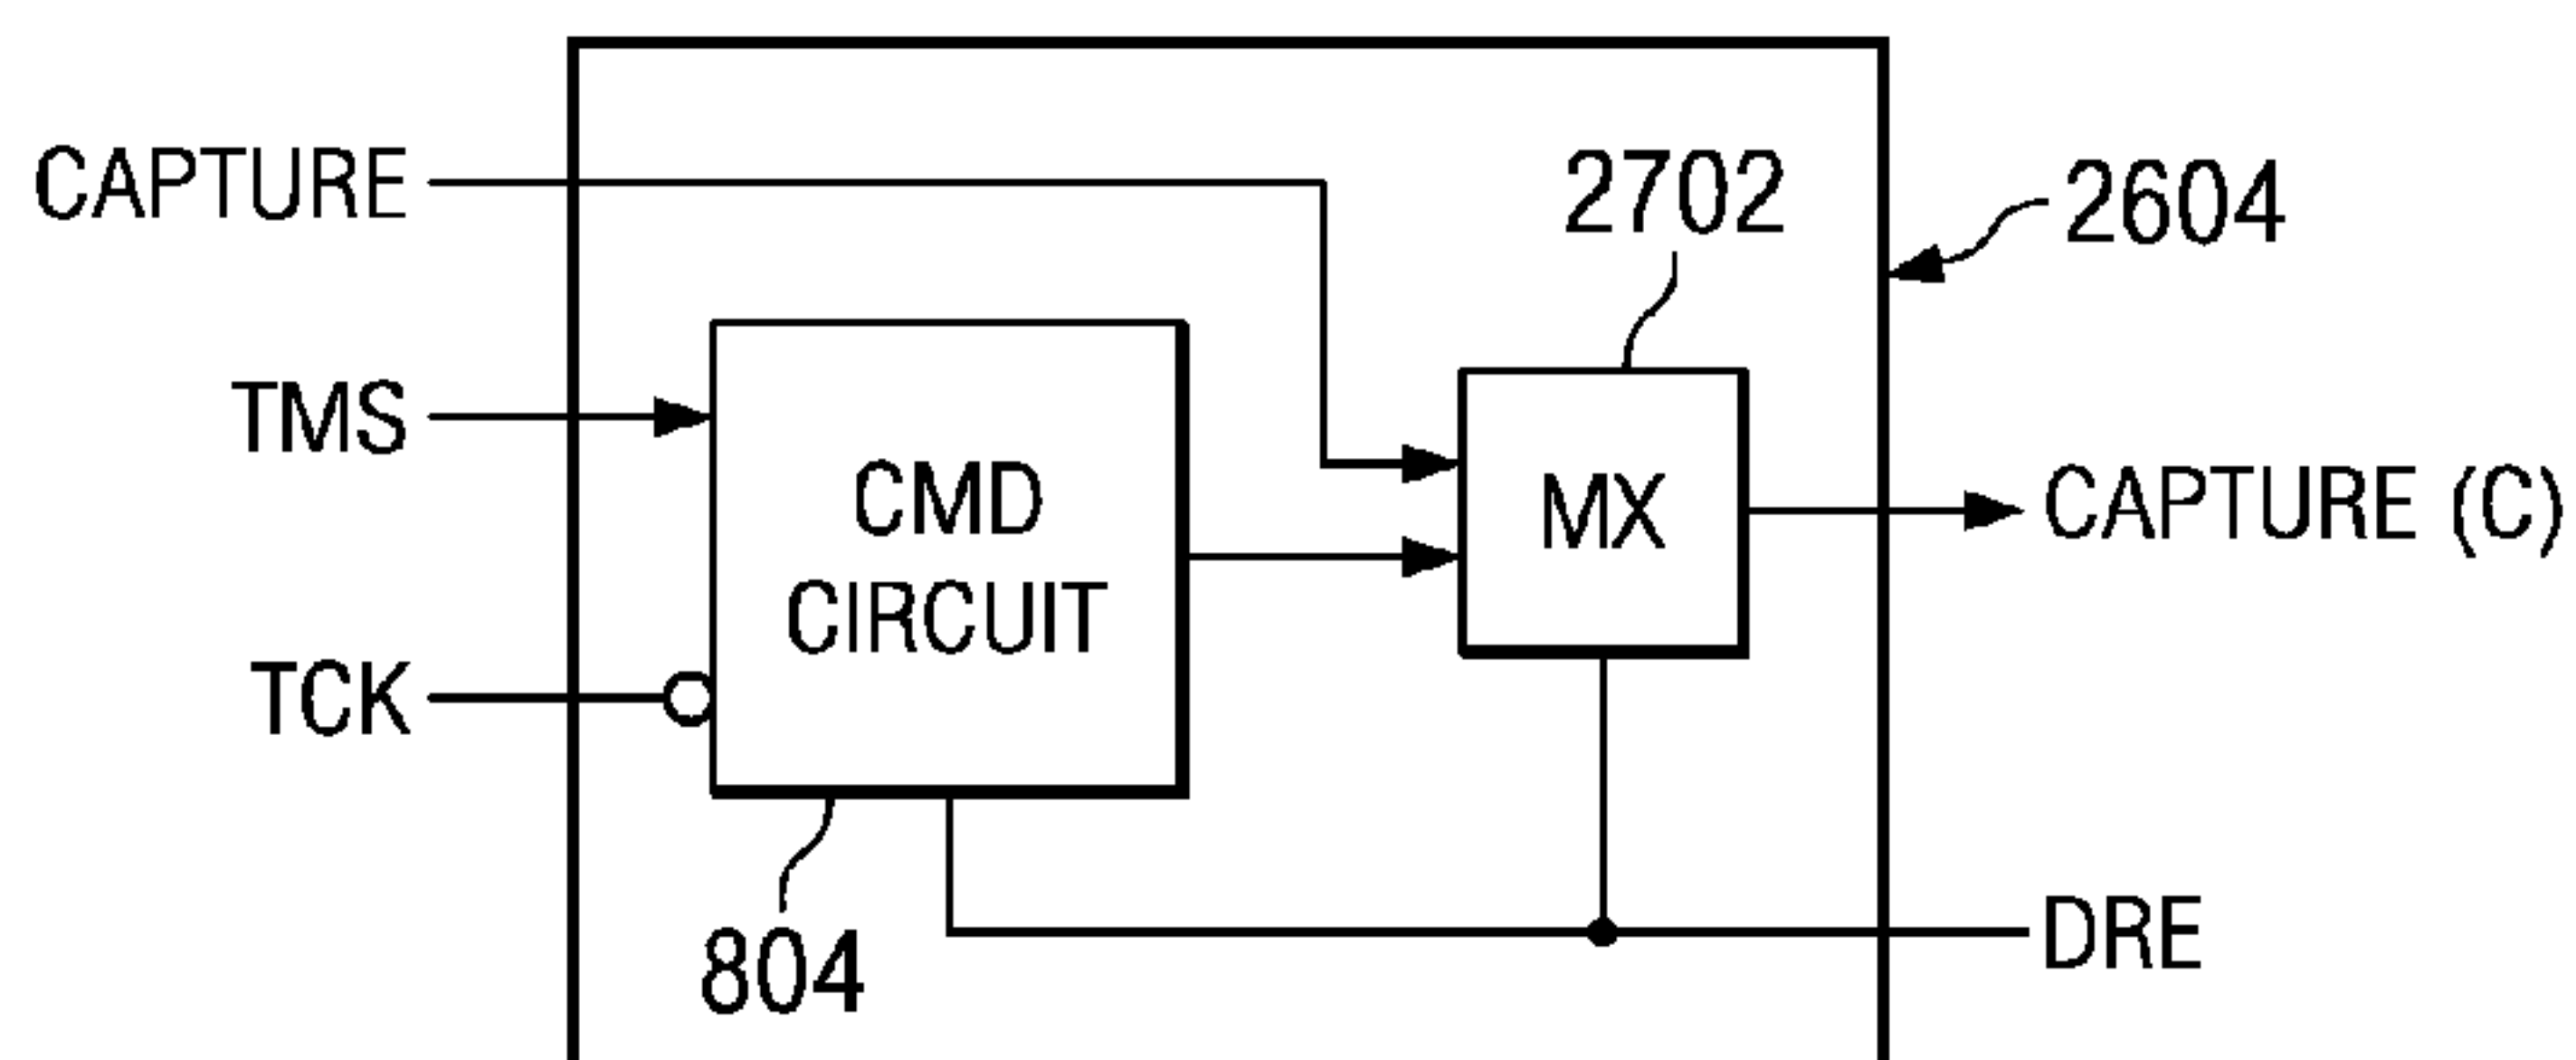 CAPTURE
2702
2604
TMS
CMD
CIRCUIT
MX
CAPTURE (C)
TCK
804
DRE